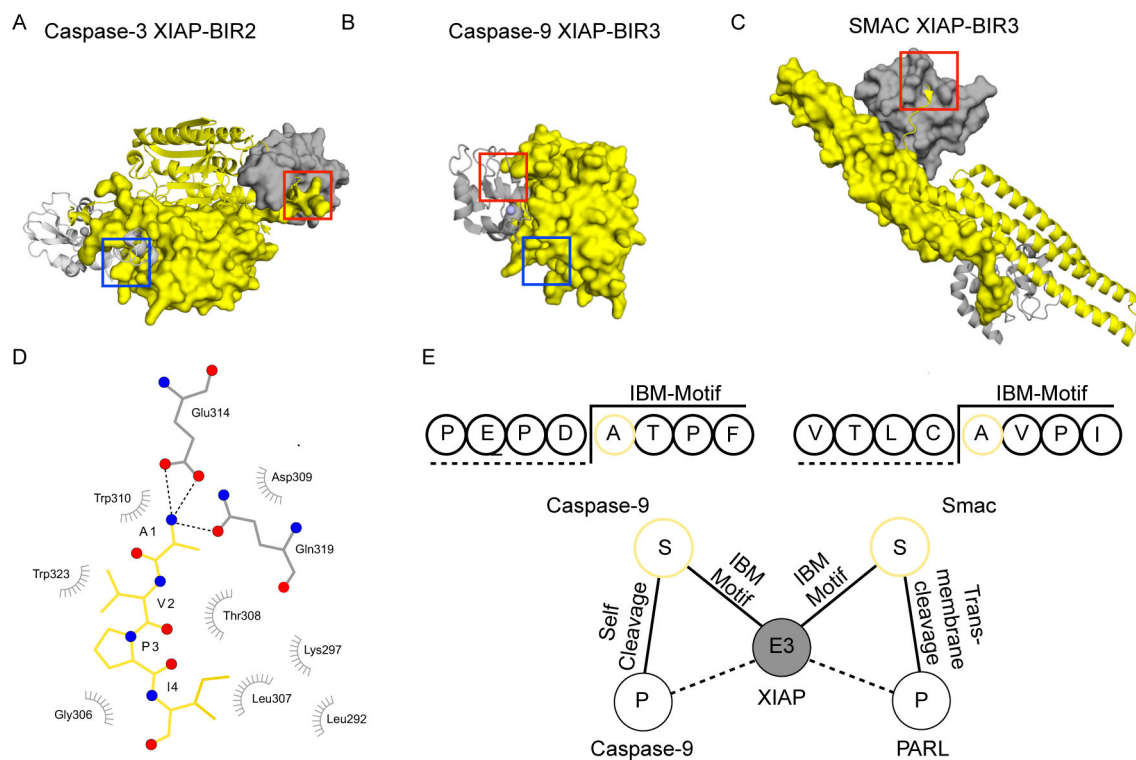 A
Caspase-3 XIAP-BIR2
B
Caspase-9 XIAP-BIR3
C
SMAC XIAP-BIR3
D
Glu314
Asp309
Trp310
A1
Gln319
Trp323
V2
Thr308
P3
Lys297
I4
Leu307
Gly306
Leu292
E
IBM-Motif
P E P D A T P F
IBM-Motif
V T L C A V P I
Caspase-9
Smac
S
S
IBM
Motif
IBM
Motif
Self
Cleavage
Trans-
membrane
cleavage
E3
XIAP
P
P
Caspase-9
PARL